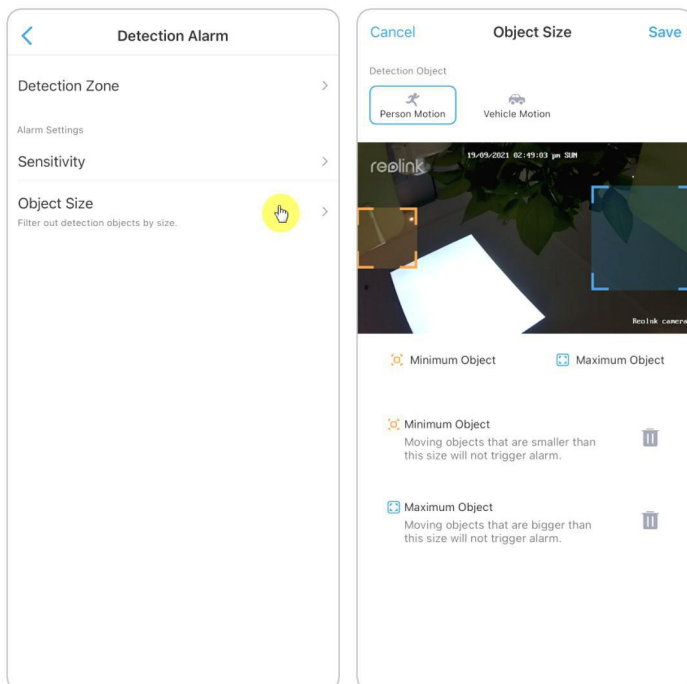 Detection Alarm
Detection Zone
Alarm Settings
Sensitivity
Object Size
Filter out detection objects by size.
Cancel
Object Size
Save
Detection Object
Person Motion
Vehicle Motion
reolink
19/09/2021 02:49:03 pm SUN
Reolnk camera
Minimum Object
Maximum Object
Minimum Object
Moving objects that are smaller than
this size will not trigger alarm.
Maximum Object
Moving objects that are bigger than
this size will not trigger alarm.